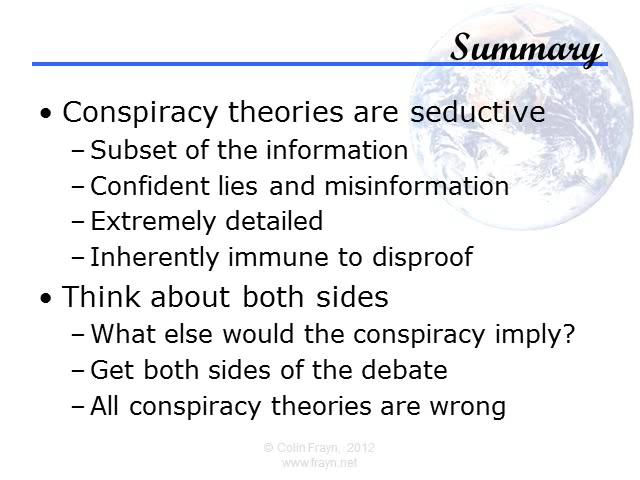 Summary
• Conspiracy theories are seductive
– Subset of the information
– Confident lies and misinformation
– Extremely detailed
– Inherently immune to disproof
• Think about both sides
– What else would the conspiracy imply?
– Get both sides of the debate
– All conspiracy theories are wrong
© Colin Frayn, 2012
www.frayn.net